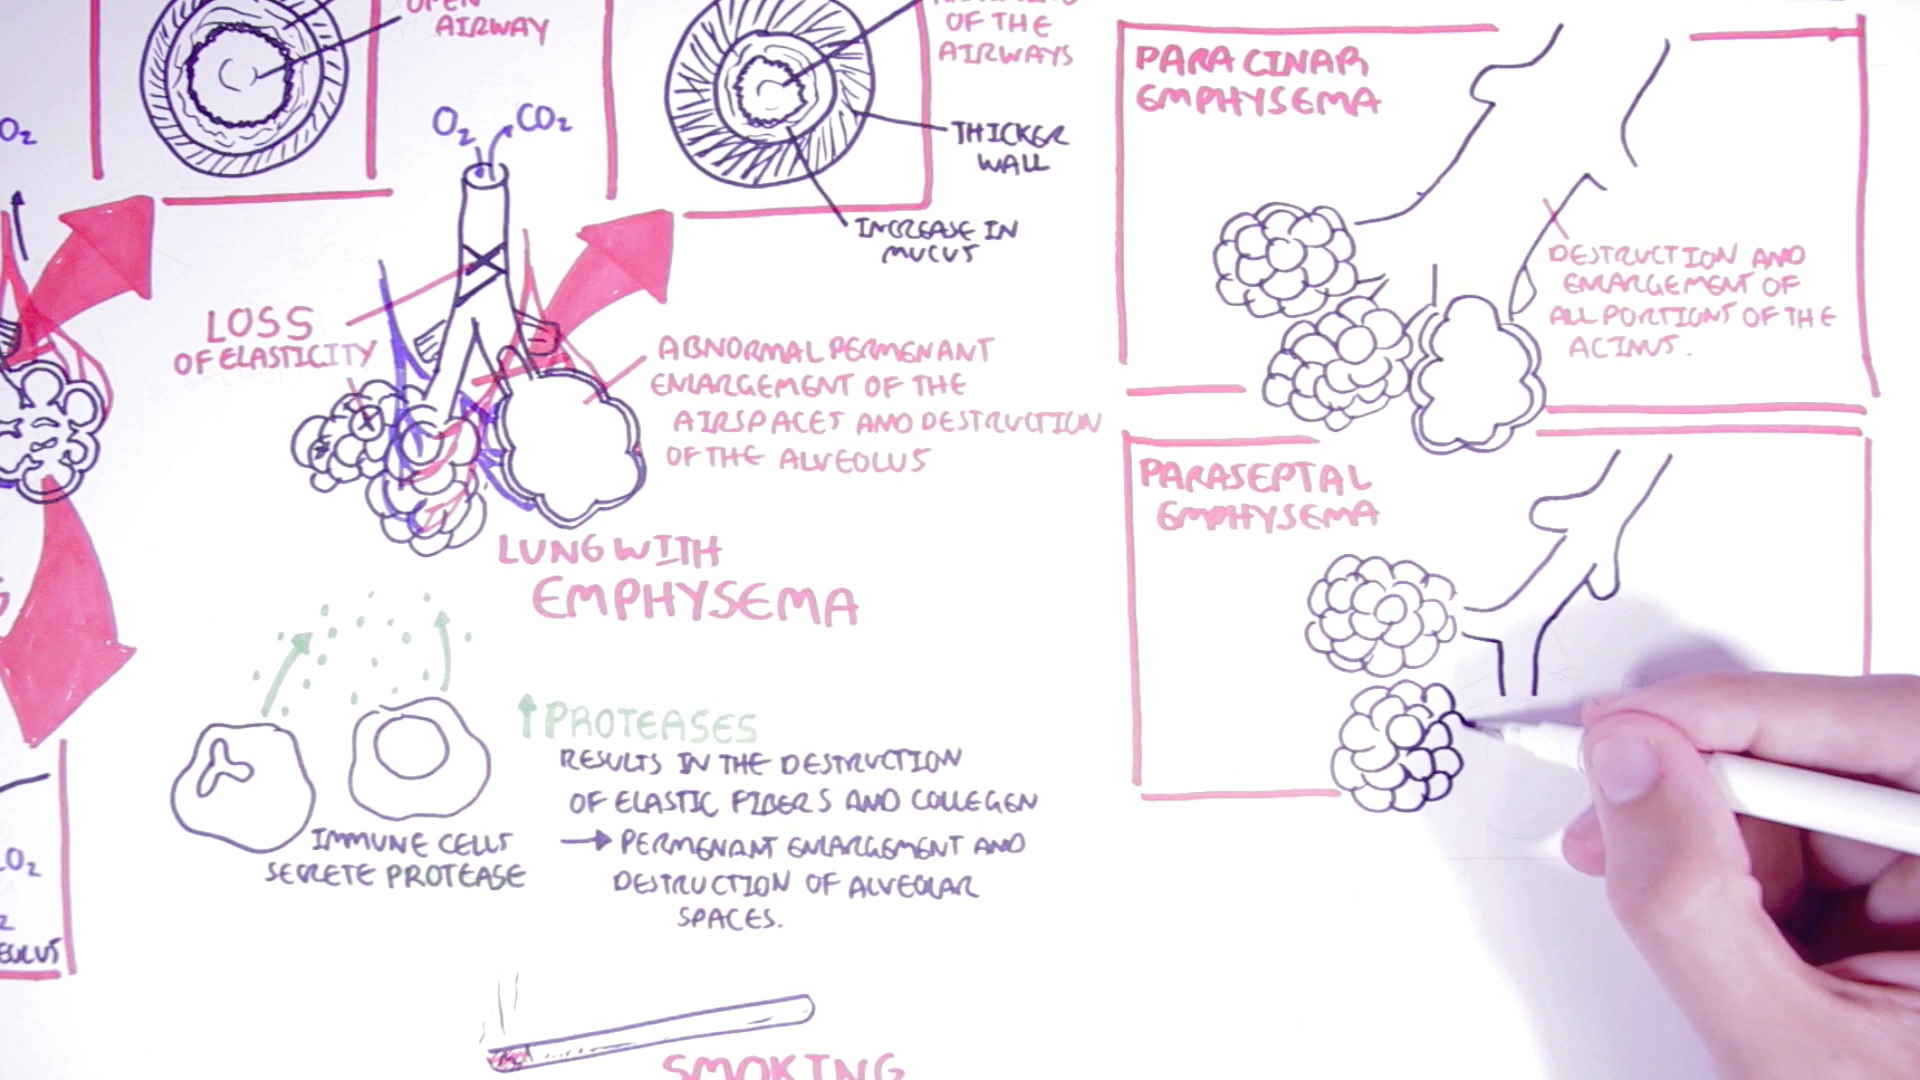 AIRWAY
OF THE
AIRWAYS
O₂
CO₂
O₂
THICKER
WALL
INCREASE IN
MUCUS
LOSS
OF ELASTICITY
ABNORMAL PERMENANT
ENLARGEMENT OF THE
AIRSPACES AND DESTRUCTION
OF THE ALVEOLUS
LUNG WITH
EMPHYSEMA
↑ PROTEASES
RESULTS IN THE DESTRUCTION
OF ELASTIC FIBERS AND COLLEGEN
→ PERMENANT ENLARGEMENT AND
DESTRUCTION OF ALVEOLAR
SPACES.
IMMUNE CELLS
SECRETE PROTEASE
SMOKING
PARACINAR
EMPHYSEMA
DESTRUCTION AND
ENLARGEMENT OF
ALL PORTIONS OF THE
ACINUS.
PARASEPTAL
EMPHYSEMA